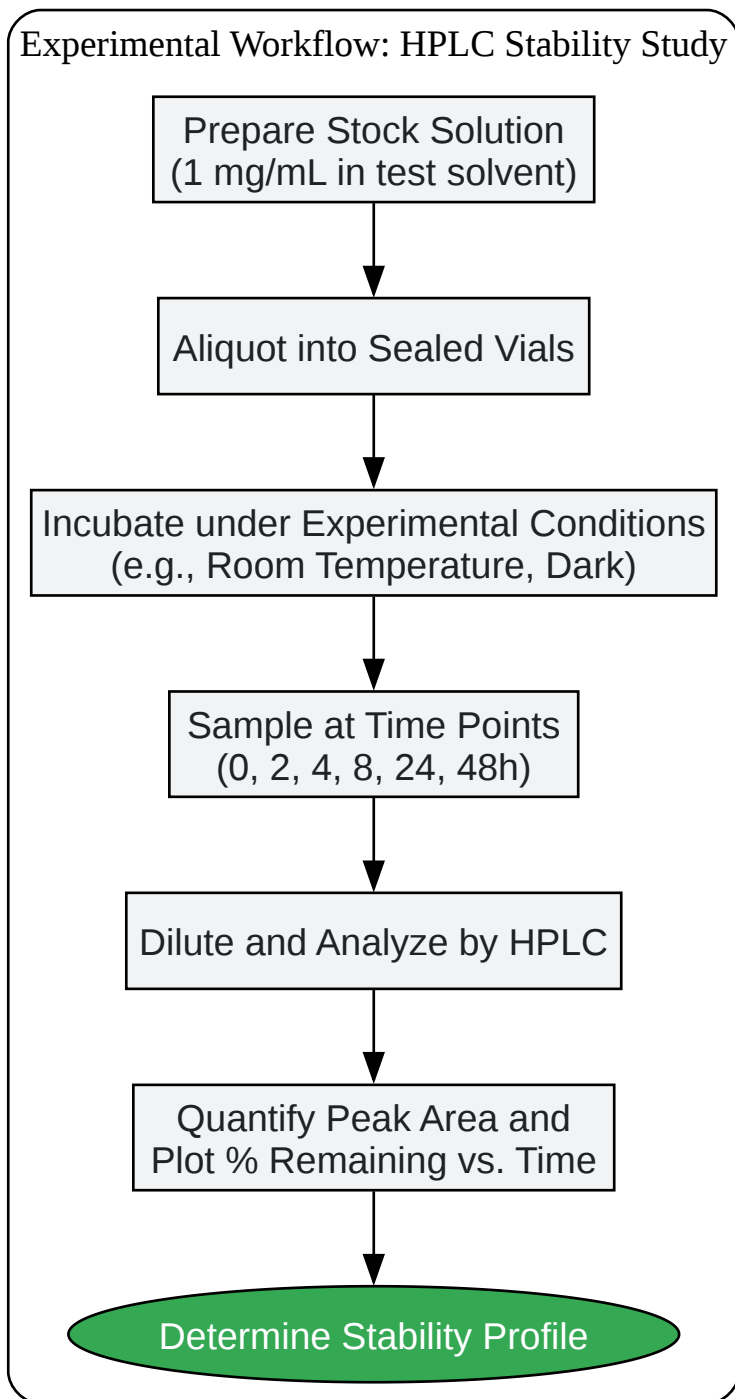 Experimental Workflow: HPLC Stability Study
Prepare Stock Solution
(1 mg/mL in test solvent)
Aliquot into Sealed Vials
Incubate under Experimental Conditions
(e.g., Room Temperature, Dark)
Sample at Time Points
(0, 2, 4, 8, 24, 48h)
Dilute and Analyze by HPLC
Quantify Peak Area and
Plot % Remaining vs. Time
Determine Stability Profile